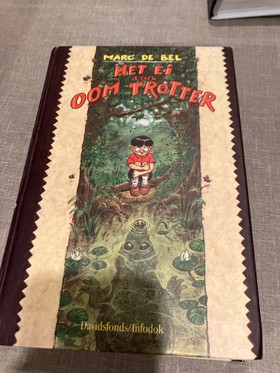 MARC DE BEL
HET EI
van
OOM TROTTER
Davidsfonds/Infodok